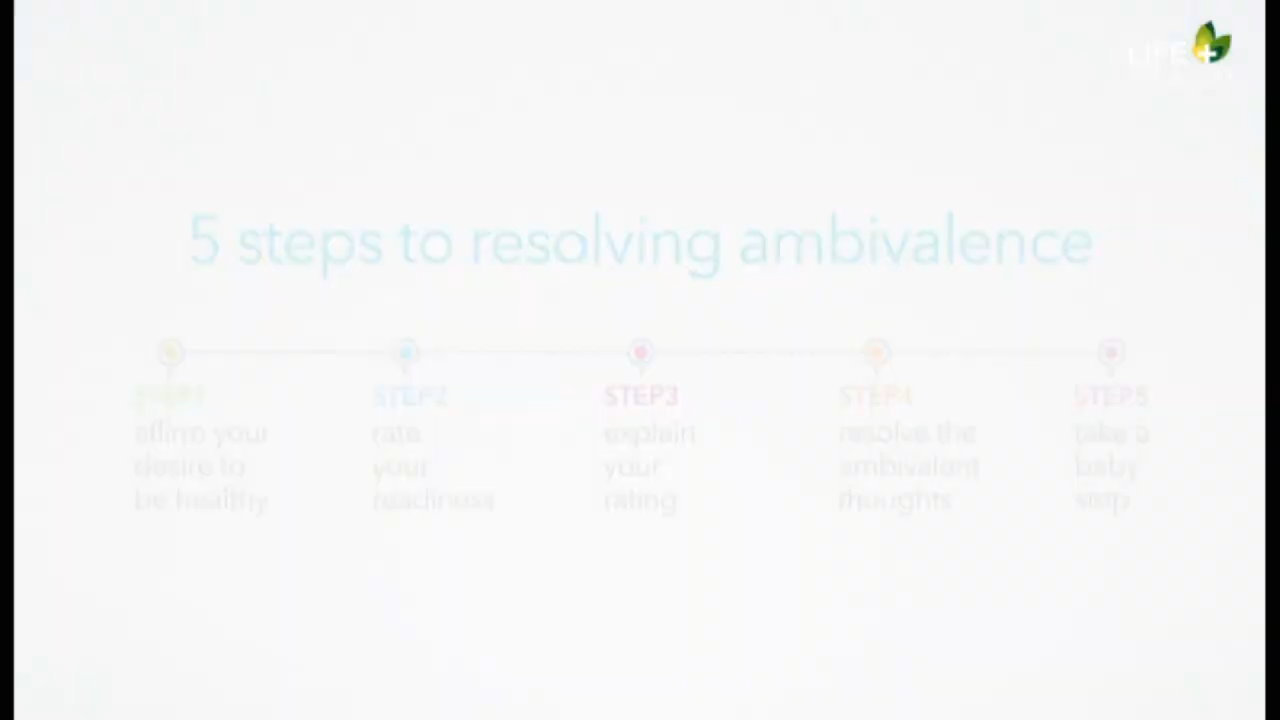 LIFE+
5 steps to resolving ambivalence
STEP1
affirm your
desire to
be healthy
STEP2
rate
your
readiness
STEP3
explain
your
rating
STEP4
resolve the
ambivalent
thoughts
STEP5
take a
baby
step